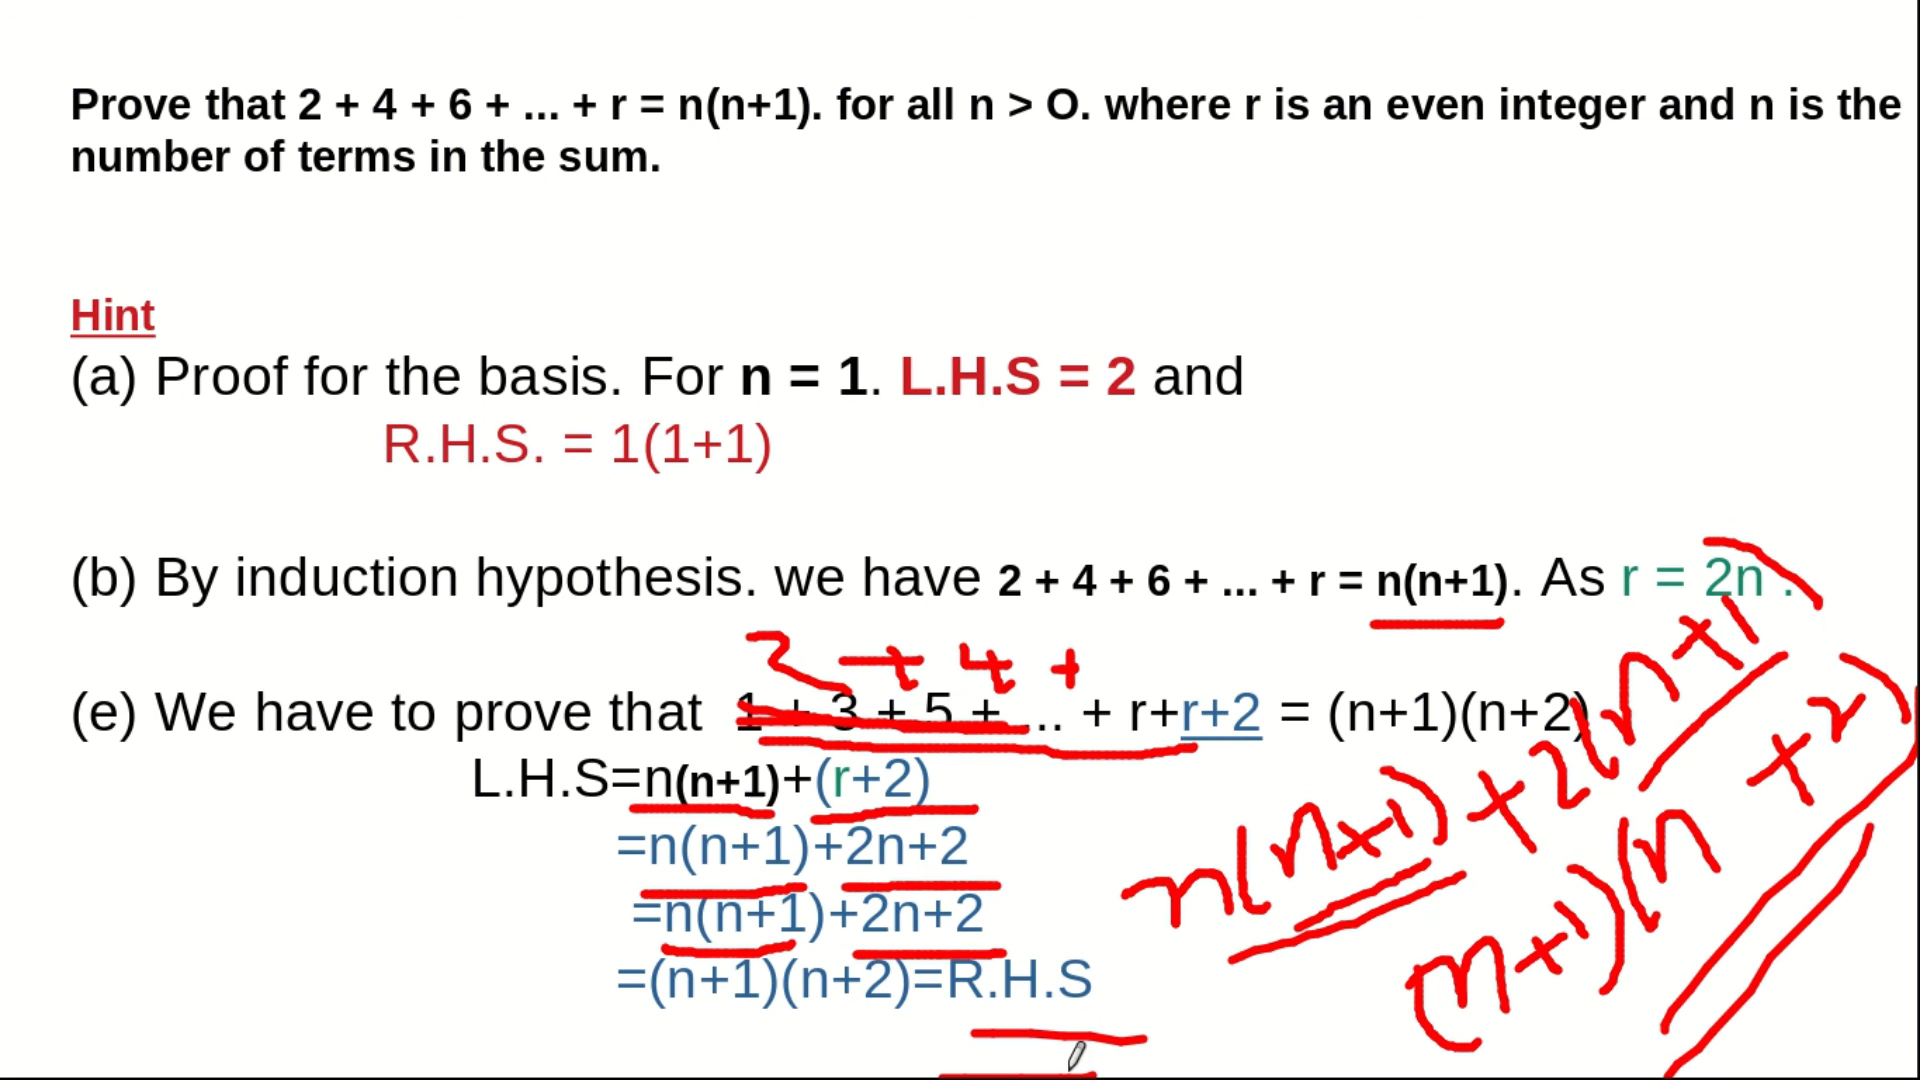 Prove that 2 + 4 + 6 + ... + r = n(n+1). for all n > O. where r is an even integer and n is the
number of terms in the sum.
Hint
(a) Proof for the basis. For n = 1. L.H.S = 2 and
R.H.S. = 1(1+1)
(b) By induction hypothesis. we have 2 + 4 + 6 + ... + r = n(n+1). As r = 2n .
2 + 4 +
(e) We have to prove that 1 + 3 + 5 + ... + r+r+2 = (n+1)(n+2)
L.H.S=n(n+1)+(r+2)
=n(n+1)+2n+2
=n(n+1)+2n+2
=(n+1)(n+2)=R.H.S
n(n+1) + 2(n+1)
(n+1)(n+2)